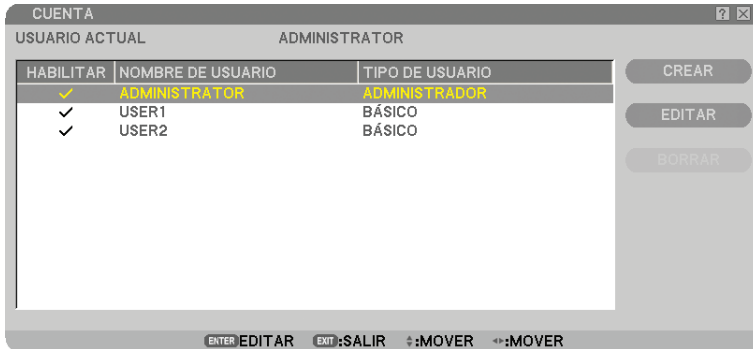 CUENTA
USUARIO ACTUAL ADMINISTRATOR
HABILITAR NOMBRE DE USUARIO TIPO DE USUARIO
ADMINISTRATOR ADMINISTRADOR
USER1 BÁSICO
USER2 BÁSICO
CREAR
EDITAR
BORRAR
ENTER EDITAR EXIT :SALIR :MOVER :MOVER